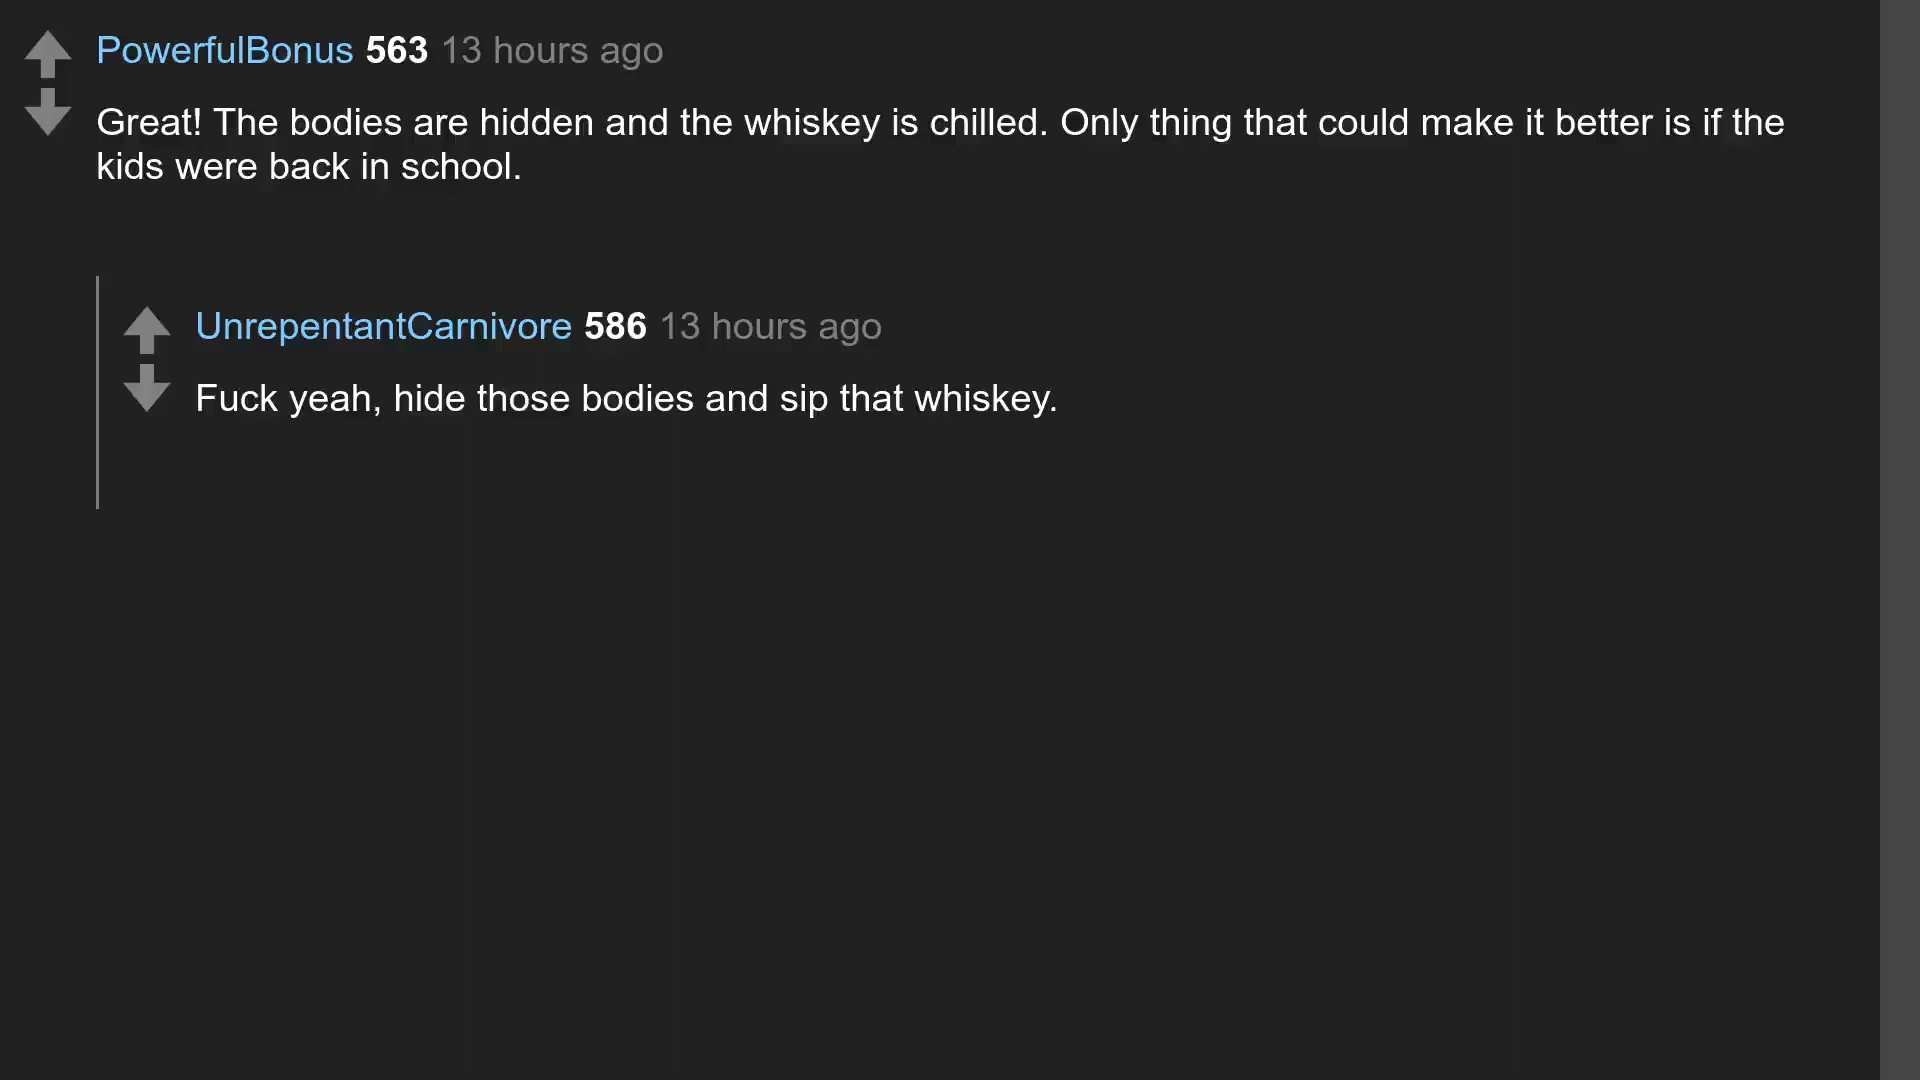 PowerfulBonus 563 13 hours ago
Great! The bodies are hidden and the whiskey is chilled. Only thing that could make it better is if the
kids were back in school.
UnrepentantCarnivore 586 13 hours ago
Fuck yeah, hide those bodies and sip that whiskey.